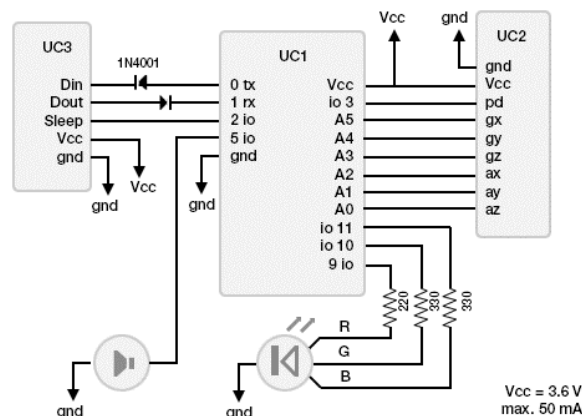 UC3
Din
Dout
Sleep
Vcc
gnd
1N4001
Vcc
gnd
UC1
0 tx
1 rx
2 io
5 io
gnd
gnd
Vcc
io 3
A5
A4
A3
A2
A1
A0
io 11
io 10
9 io
Vcc
gnd
UC2
gnd
Vcc
pd
gx
gy
gz
ax
ay
az
220
330
330
R
G
B
gnd
gnd
Vcc = 3.6 V
max. 50 mA